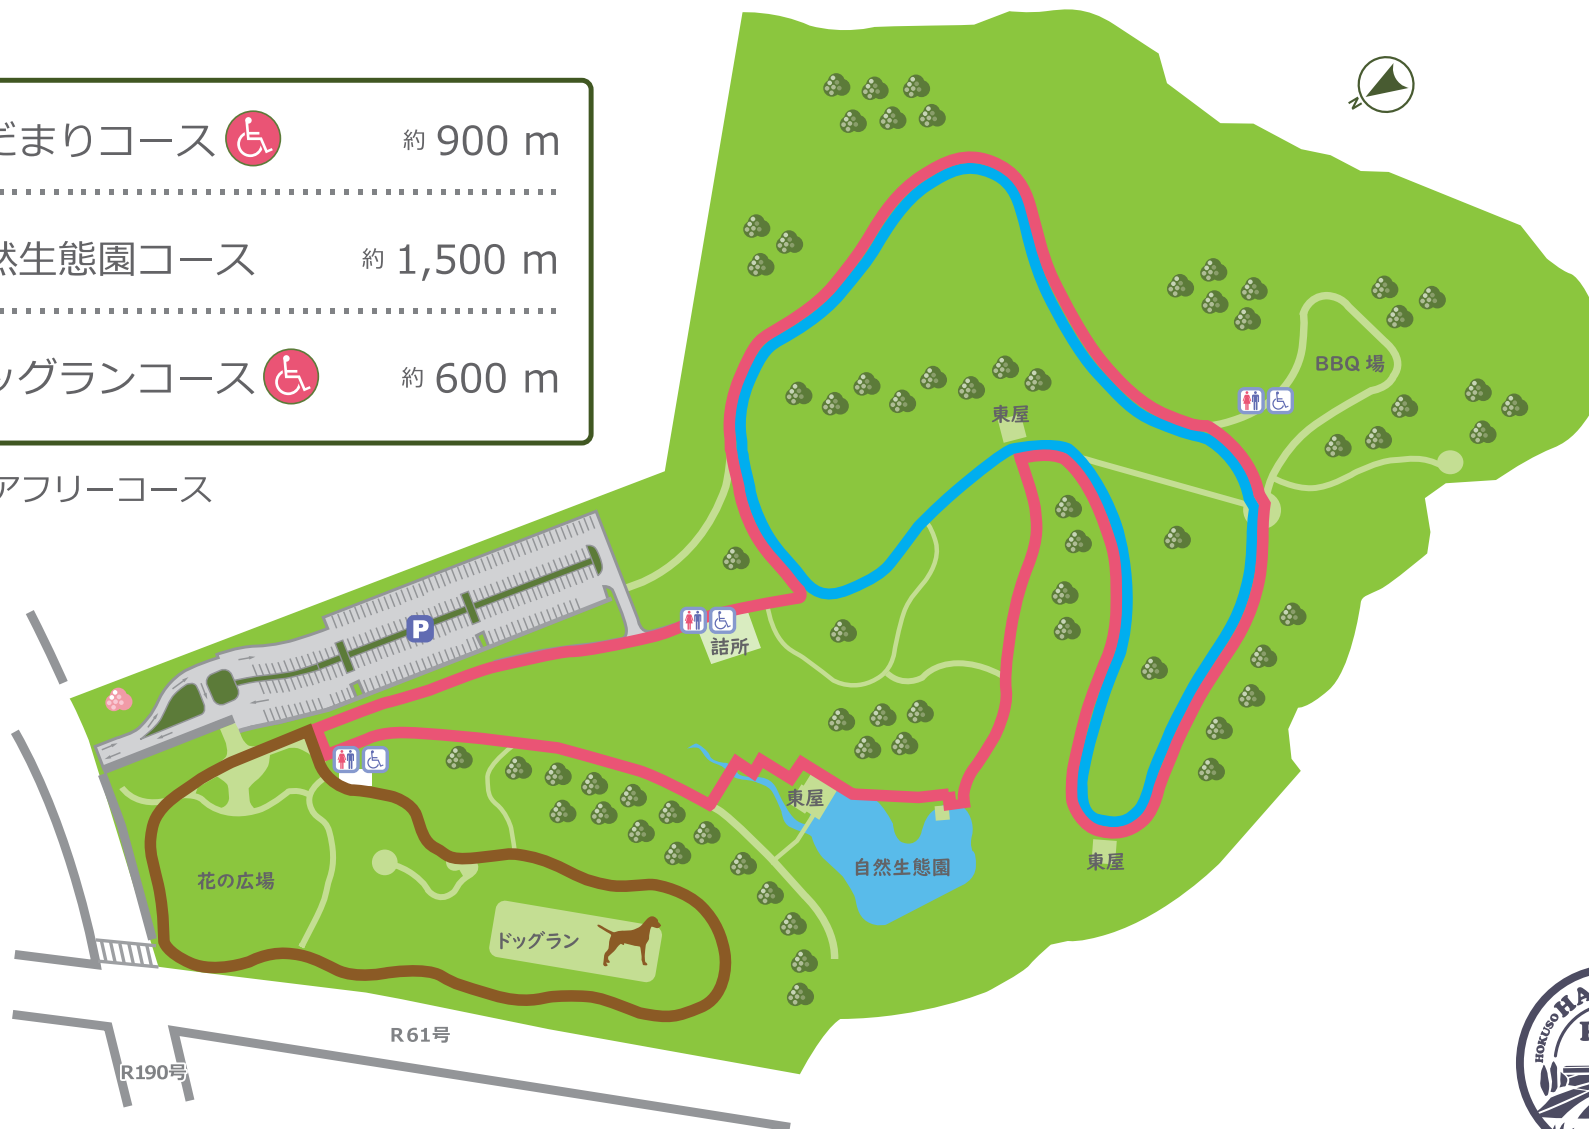 だまりコース 約 900 m
然生態園コース 約 1,500 m
ッグランコース 約 600 m
アフリーコース
N
BBQ 場
東屋
P
詰所
東屋
自然生態園
東屋
花の広場
ドッグラン
R61号
R190号
HOKUSO HA